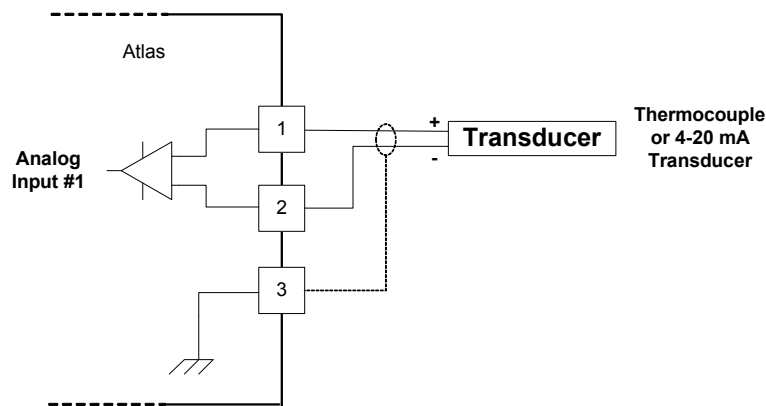 Atlas
Analog
Input #1
1
2
3
+
-
Transducer
Thermocouple
or 4-20 mA
Transducer